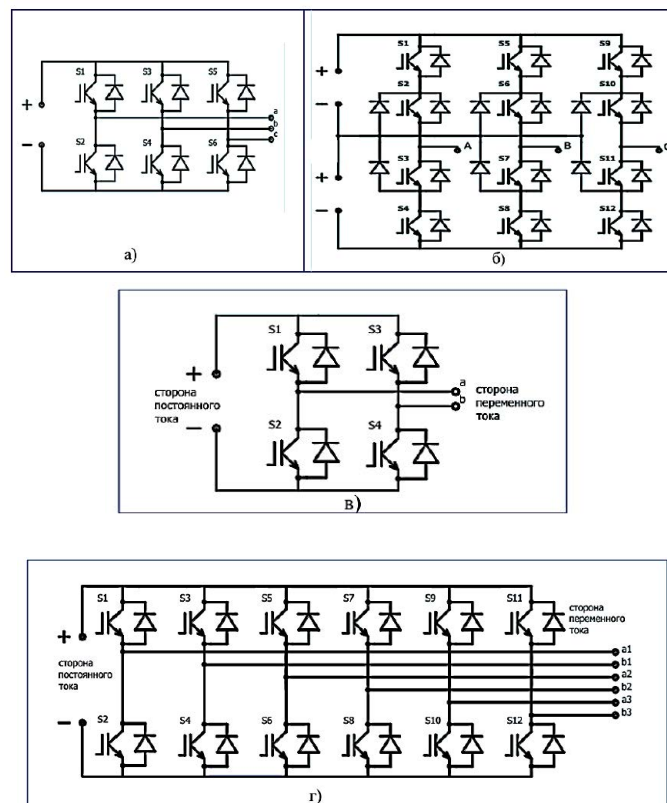 S1 S3 S5
+
a
b
c
−
S2 S4 S6
а)
S1 S5 S9
+
S2 S6 S10
−
A B C
+
S3 S7 S11
−
S4 S8 S12
б)
S1 S3
+
a
сторона
постоянного
тока
b
сторона
переменного
тока
−
S2 S4
в)
S1 S3 S5 S7 S9 S11
сторона
переменного
тока
+
сторона
постоянного
тока
a1
b1
a2
b2
a3
b3
−
S2 S4 S6 S8 S10 S12
г)